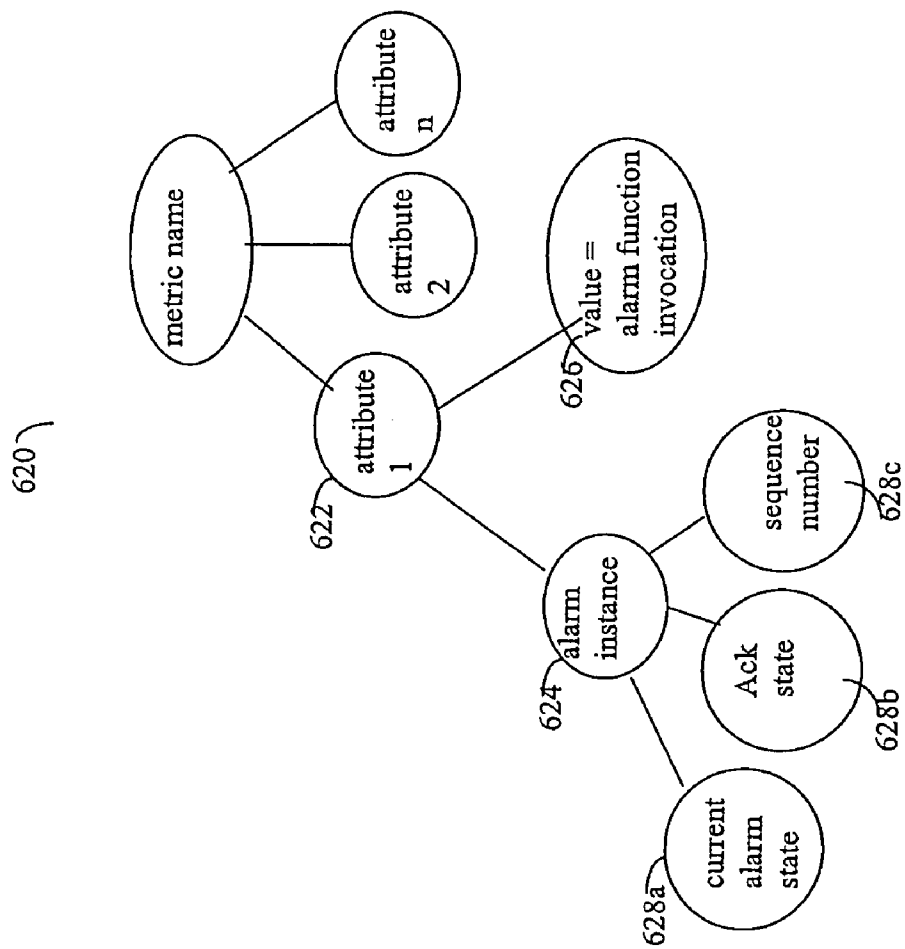 620
metric name
attribute
n
attribute
2
attribute
1
622
value =
alarm function
invocation
626
alarm
instance
624
sequence
number
628c
Ack
state
628b
current
alarm
state
628a